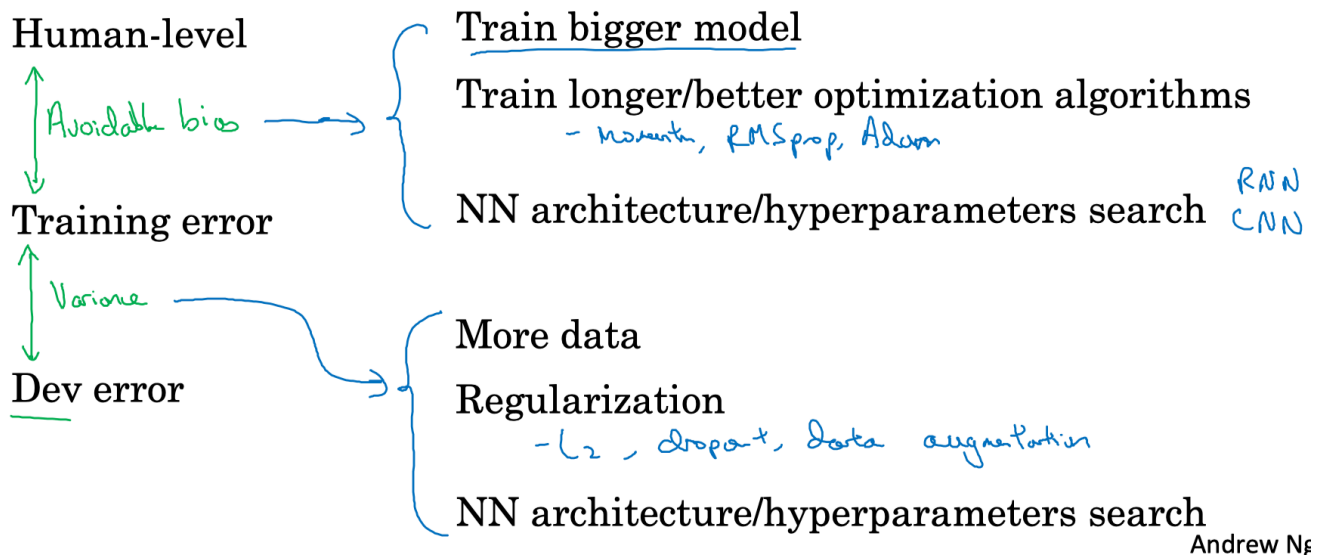 Human-level
Avoidable bias
Training error
Variance
Dev error
Train bigger model
Train longer/better optimization algorithms
- Momentum, RMSprop, Adam
NN architecture/hyperparameters search
RNN
CNN
More data
Regularization
- L2, dropout, data augmentation
NN architecture/hyperparameters search
Andrew Ng